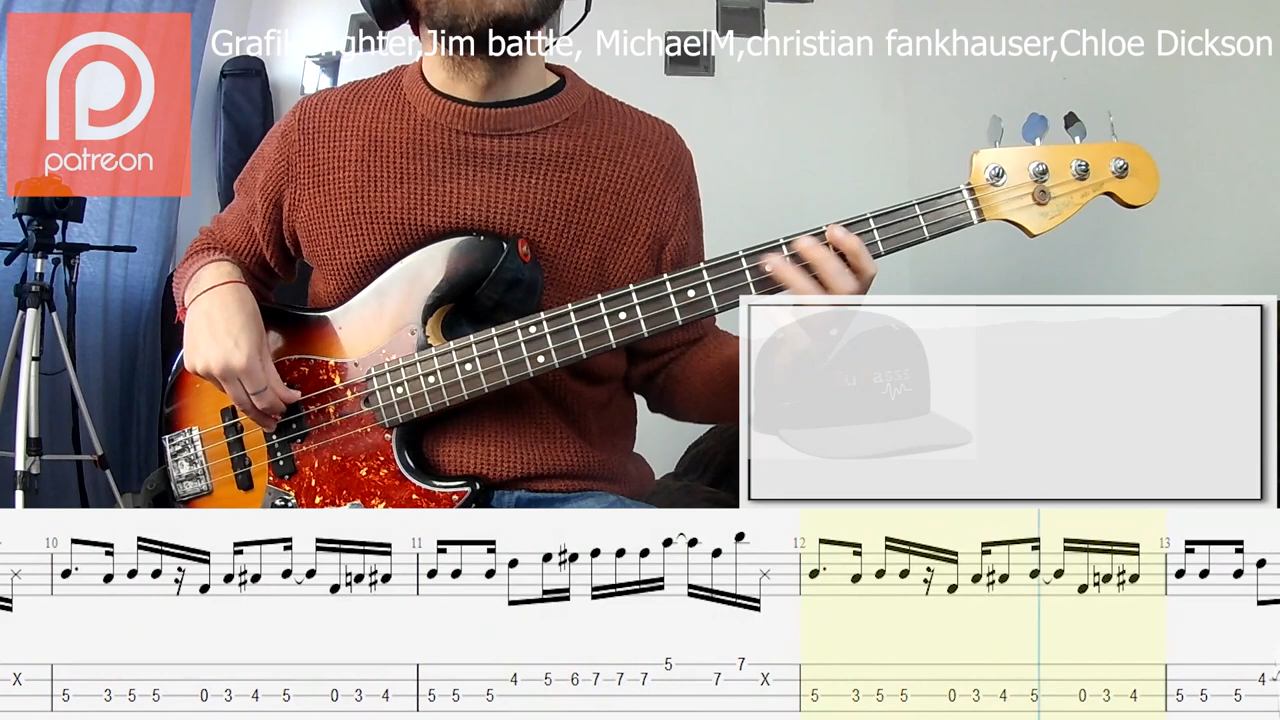 Jim battle, MichaelM,christian fankhauser,Chloe Dickson
patreon
10 11 12 13
5 7
X 4 5 6 7 7 7 7 X 4
5 3 5 5 0 3 4 5 0 3 4 5 5 5 5 3 5 5 0 3 4 5 0 3 4 5 5 5